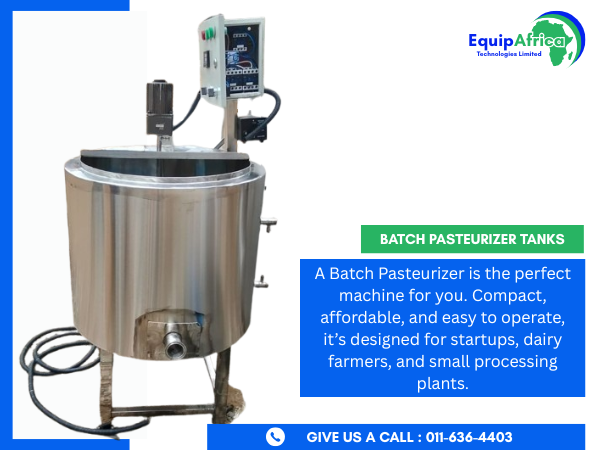 EquipAfrica
Technologies Limited
BATCH PASTEURIZER TANKS
A Batch Pasteurizer is the perfect
machine for you. Compact,
affordable, and easy to operate,
it’s designed for startups, dairy
farmers, and small processing
plants.
GIVE US A CALL : 011-636-4403